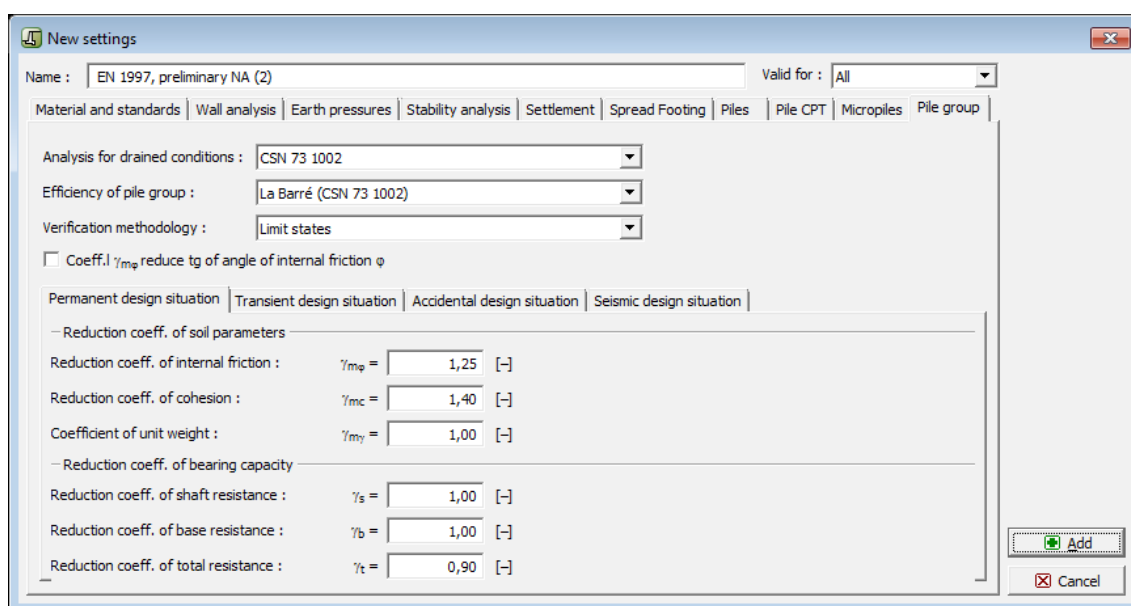 New settings
Name : EN 1997, preliminary NA (2) Valid for : All
Material and standards Wall analysis Earth pressures Stability analysis Settlement Spread Footing Piles Pile CPT Micropiles Pile group
Analysis for drained conditions : CSN 73 1002
Efficiency of pile group : La Barré (CSN 73 1002)
Verification methodology : Limit states
Coeff.l γmφ reduce tg of angle of internal friction φ
Permanent design situation Transient design situation Accidental design situation Seismic design situation
Reduction coeff. of soil parameters
Reduction coeff. of internal friction : γmφ = 1,25 [–]
Reduction coeff. of cohesion : γmc = 1,40 [–]
Coefficient of unit weight : γmγ = 1,00 [–]
Reduction coeff. of bearing capacity
Reduction coeff. of shaft resistance : γs = 1,00 [–]
Reduction coeff. of base resistance : γb = 1,00 [–]
Reduction coeff. of total resistance : γt = 0,90 [–]
Add
Cancel